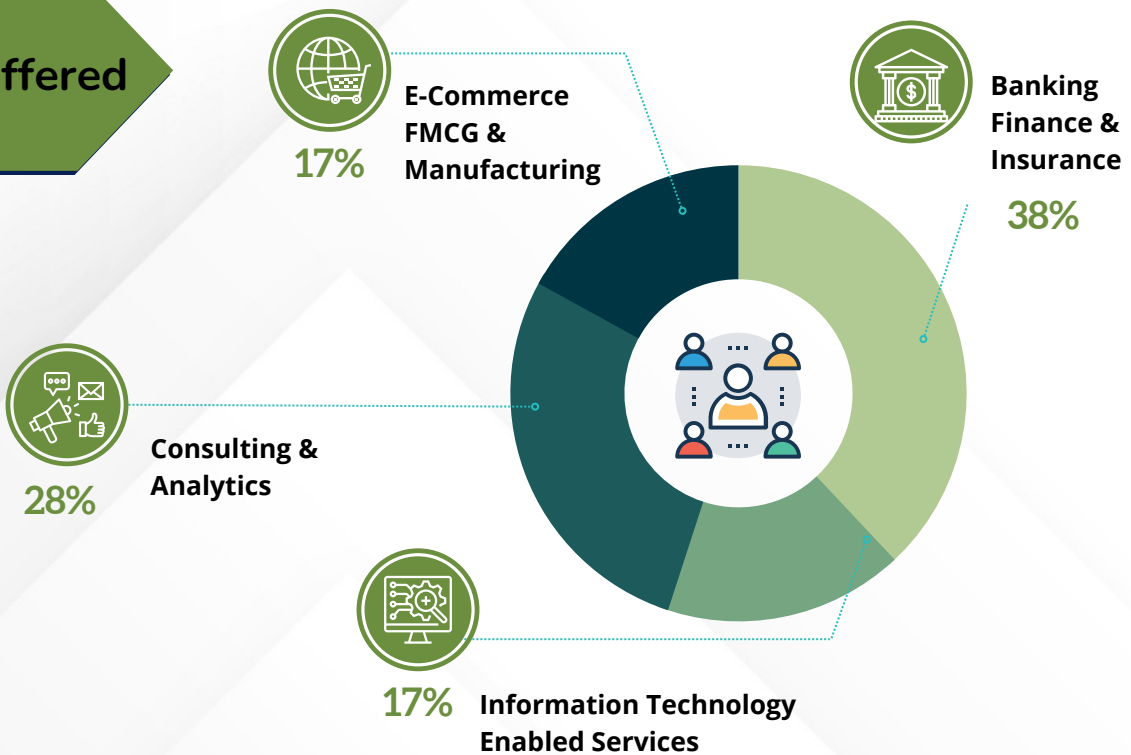 ffered
E-Commerce
FMCG &
Manufacturing
17%
Banking
Finance &
Insurance
38%
Consulting &
Analytics
28%
17%
Information Technology
Enabled Services